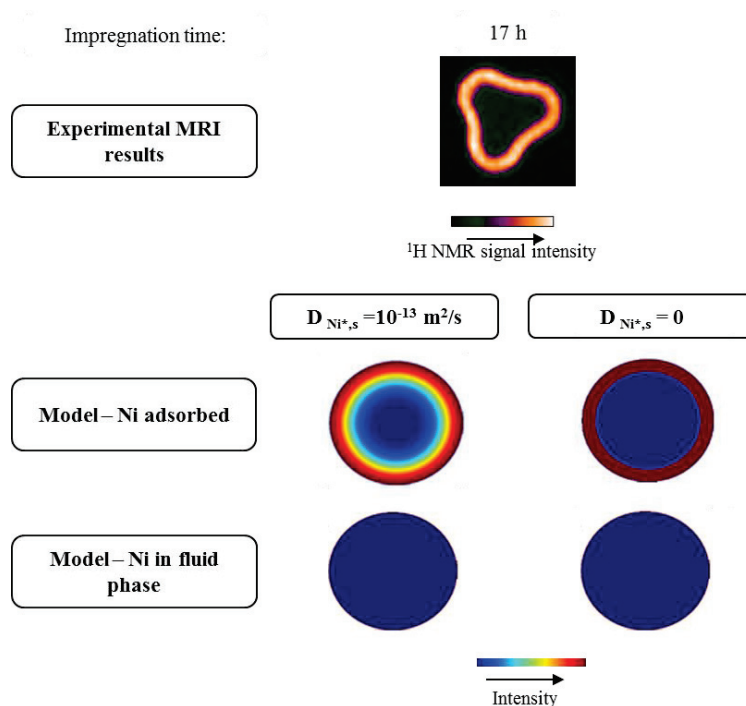 Impregnation time:
17 h
Experimental MRI
results
¹H NMR signal intensity
D Ni*,s =10⁻¹³ m²/s
D Ni*,s = 0
Model – Ni adsorbed
Model – Ni in fluid
phase
Intensity